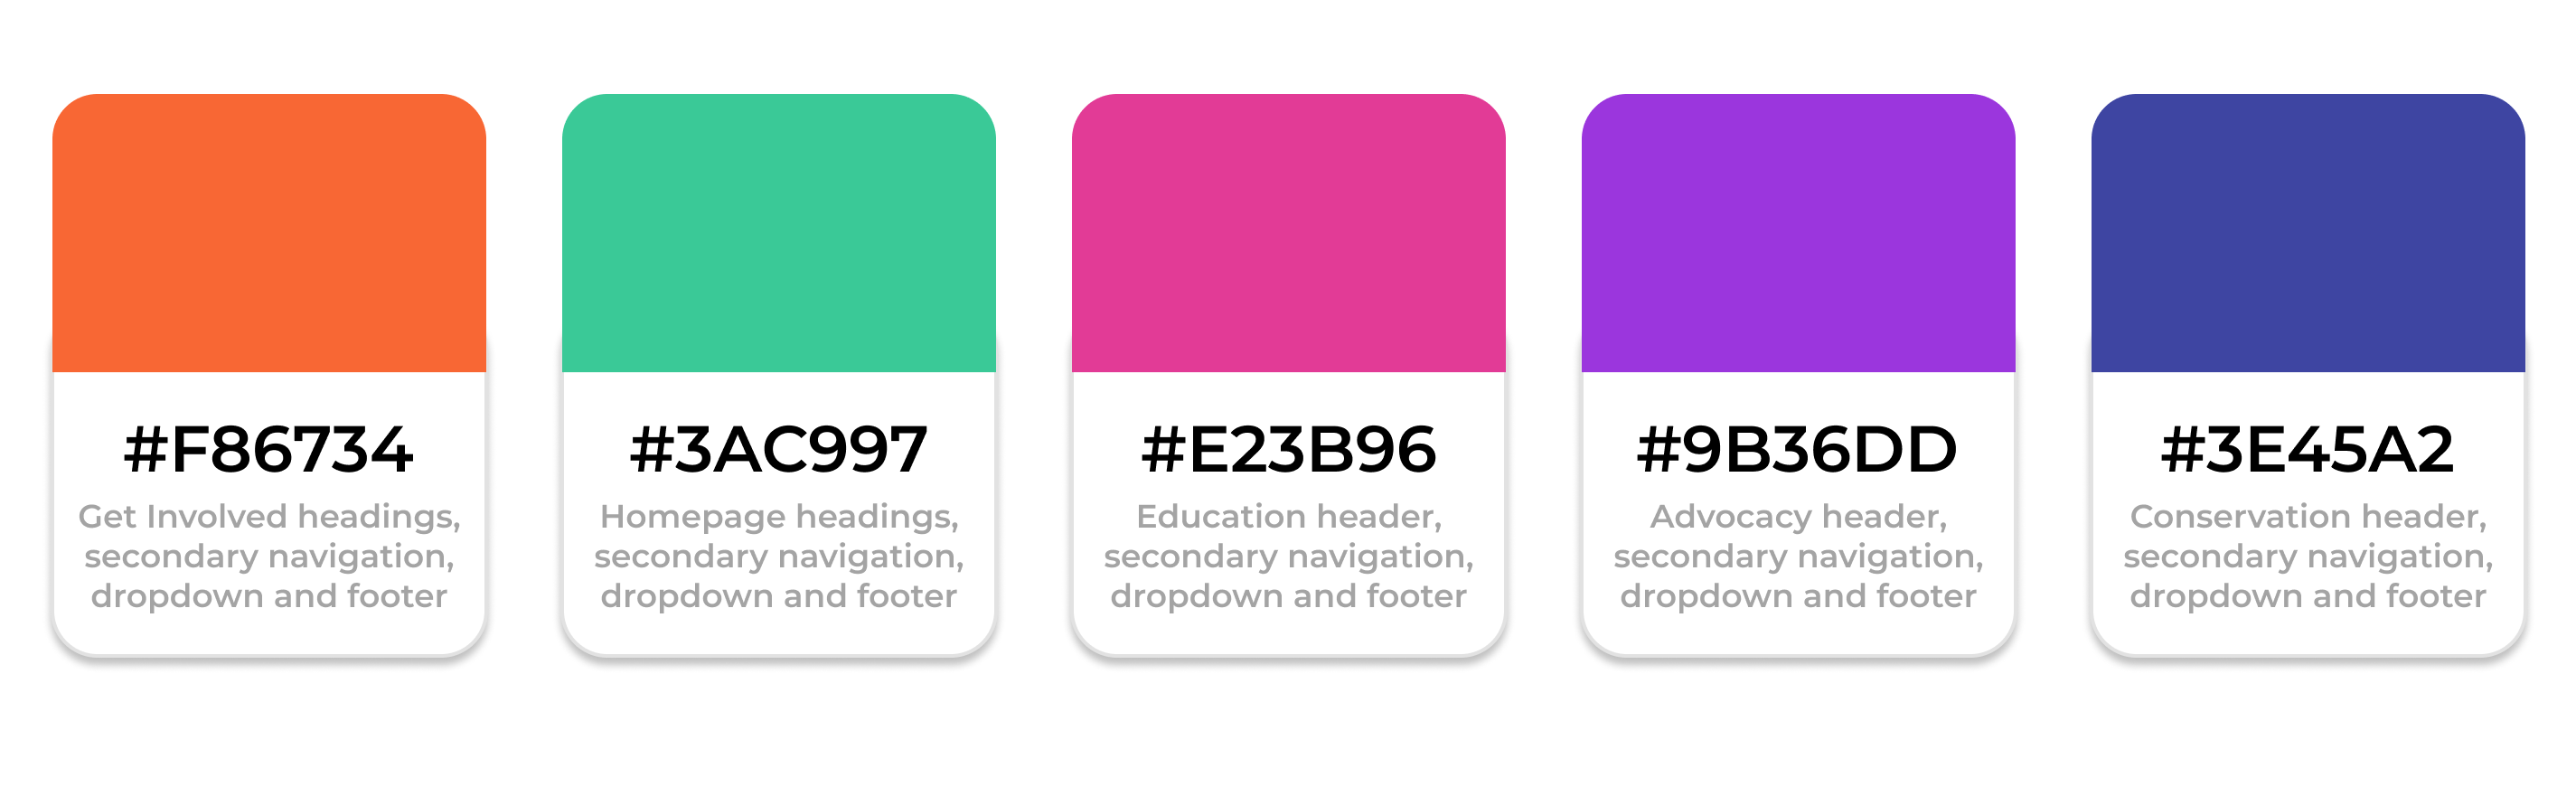 #F86734
Get Involved headings,
secondary navigation,
dropdown and footer
#3AC997
Homepage headings,
secondary navigation,
dropdown and footer
#E23B96
Education header,
secondary navigation,
dropdown and footer
#9B36DD
Advocacy header,
secondary navigation,
dropdown and footer
#3E45A2
Conservation header,
secondary navigation,
dropdown and footer